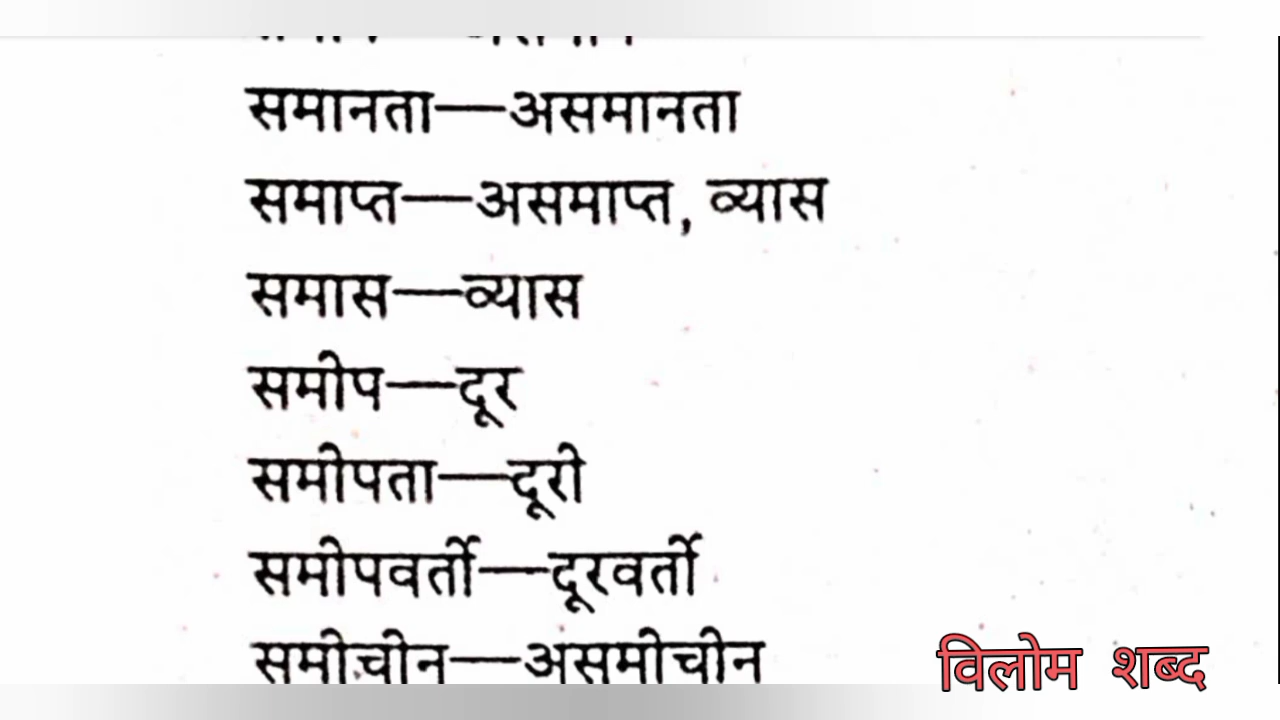 समानता—असमानता
समाप्त—असमाप्त, व्यास
समास—व्यास
समीप—दूर
समीपता—दूरी
समीपवर्ती—दूरवर्ती
समीचीन—असमीचीन
विलोम शब्द